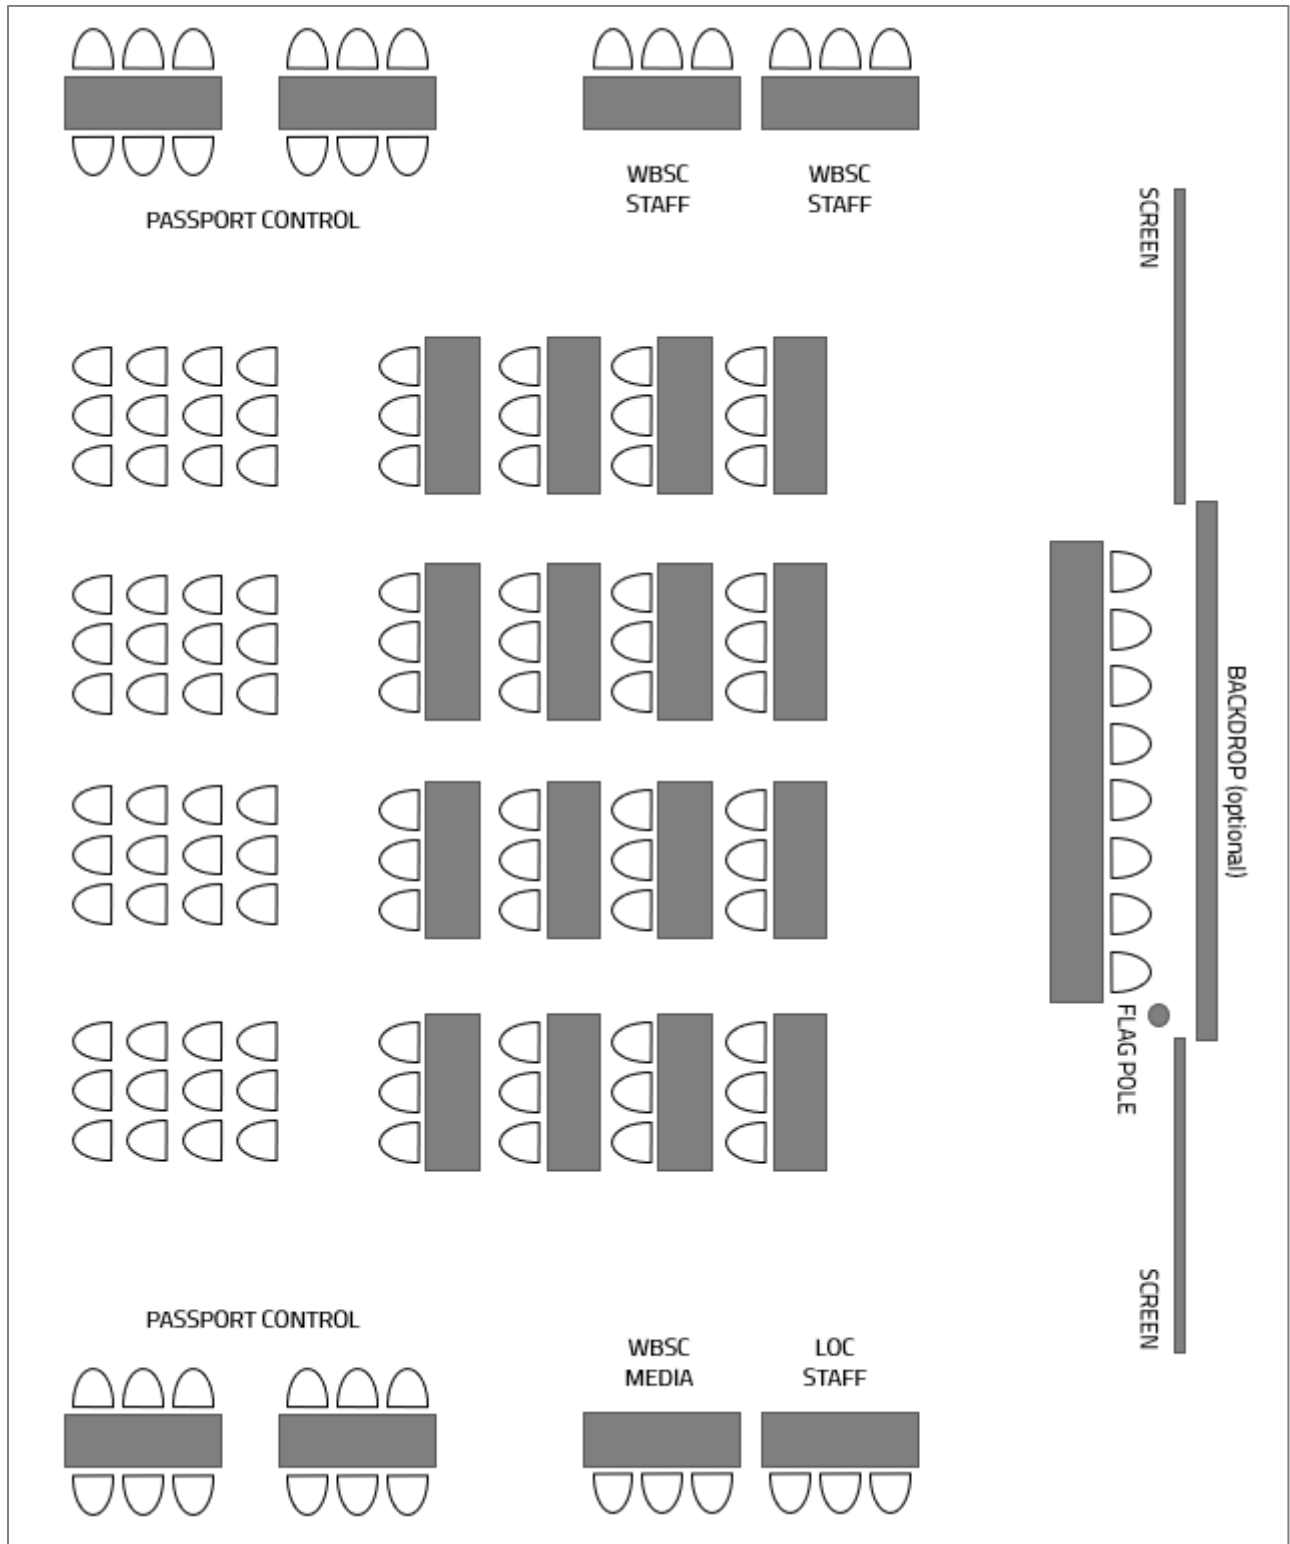 WBSC
STAFF
WBSC
STAFF
PASSPORT CONTROL
SCREEN
BACKDROP (optional)
FLAG POLE
SCREEN
PASSPORT CONTROL
WBSC
MEDIA
LOC
STAFF